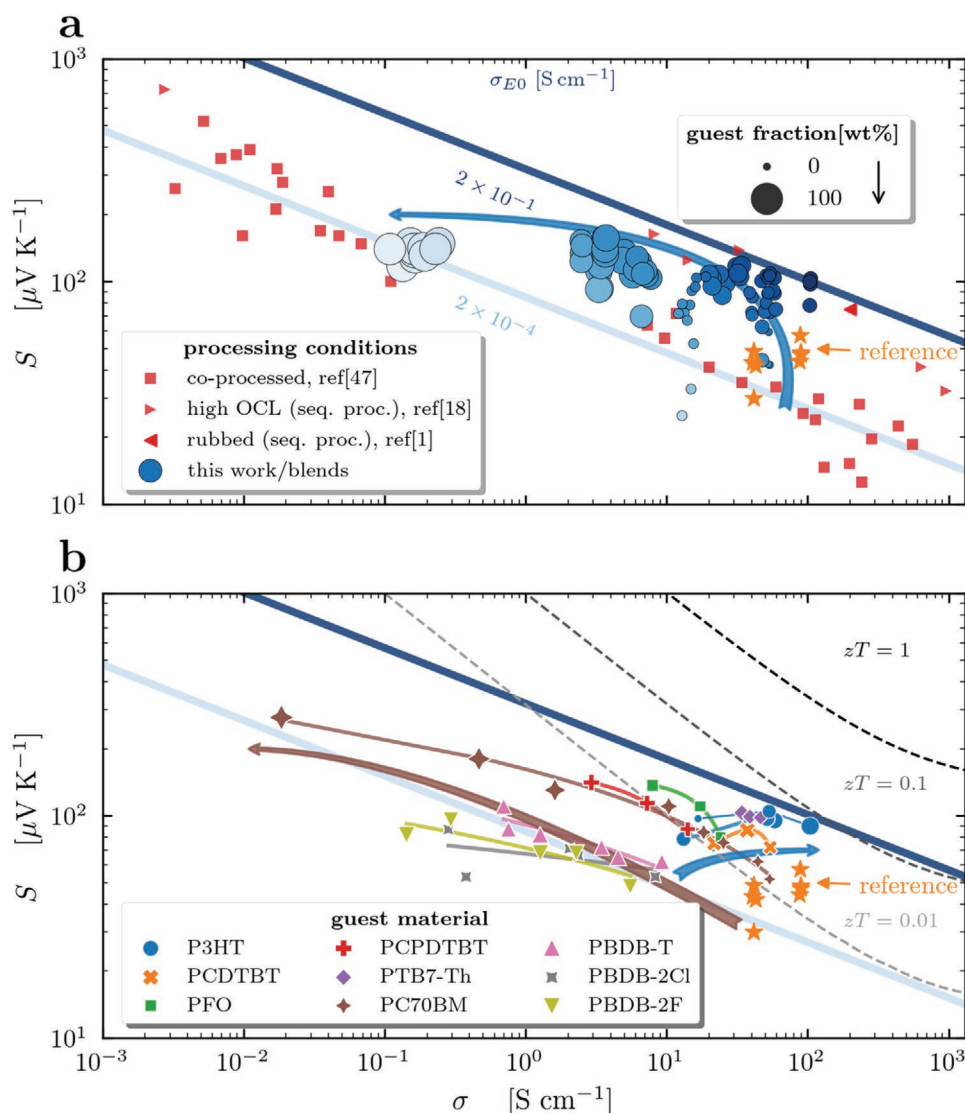 a
10³
10²
10¹
S [μV K⁻¹]
σE0 [S cm⁻¹]
2 × 10⁻¹
2 × 10⁻⁴
guest fraction[wt%]
0
100
reference
processing conditions
co-processed, ref[47]
high OCL (seq. proc.), ref[18]
rubbed (seq. proc.), ref[1]
this work/blends
b
10³
10²
10¹
S [μV K⁻¹]
zT = 1
zT = 0.1
zT = 0.01
reference
guest material
P3HT PCPDTBT PBDB-T
PCDTBT PTB7-Th PBDB-2Cl
PFO PC70BM PBDB-2F
10⁻³ 10⁻² 10⁻¹ 10⁰ 10¹ 10² 10³
σ [S cm⁻¹]